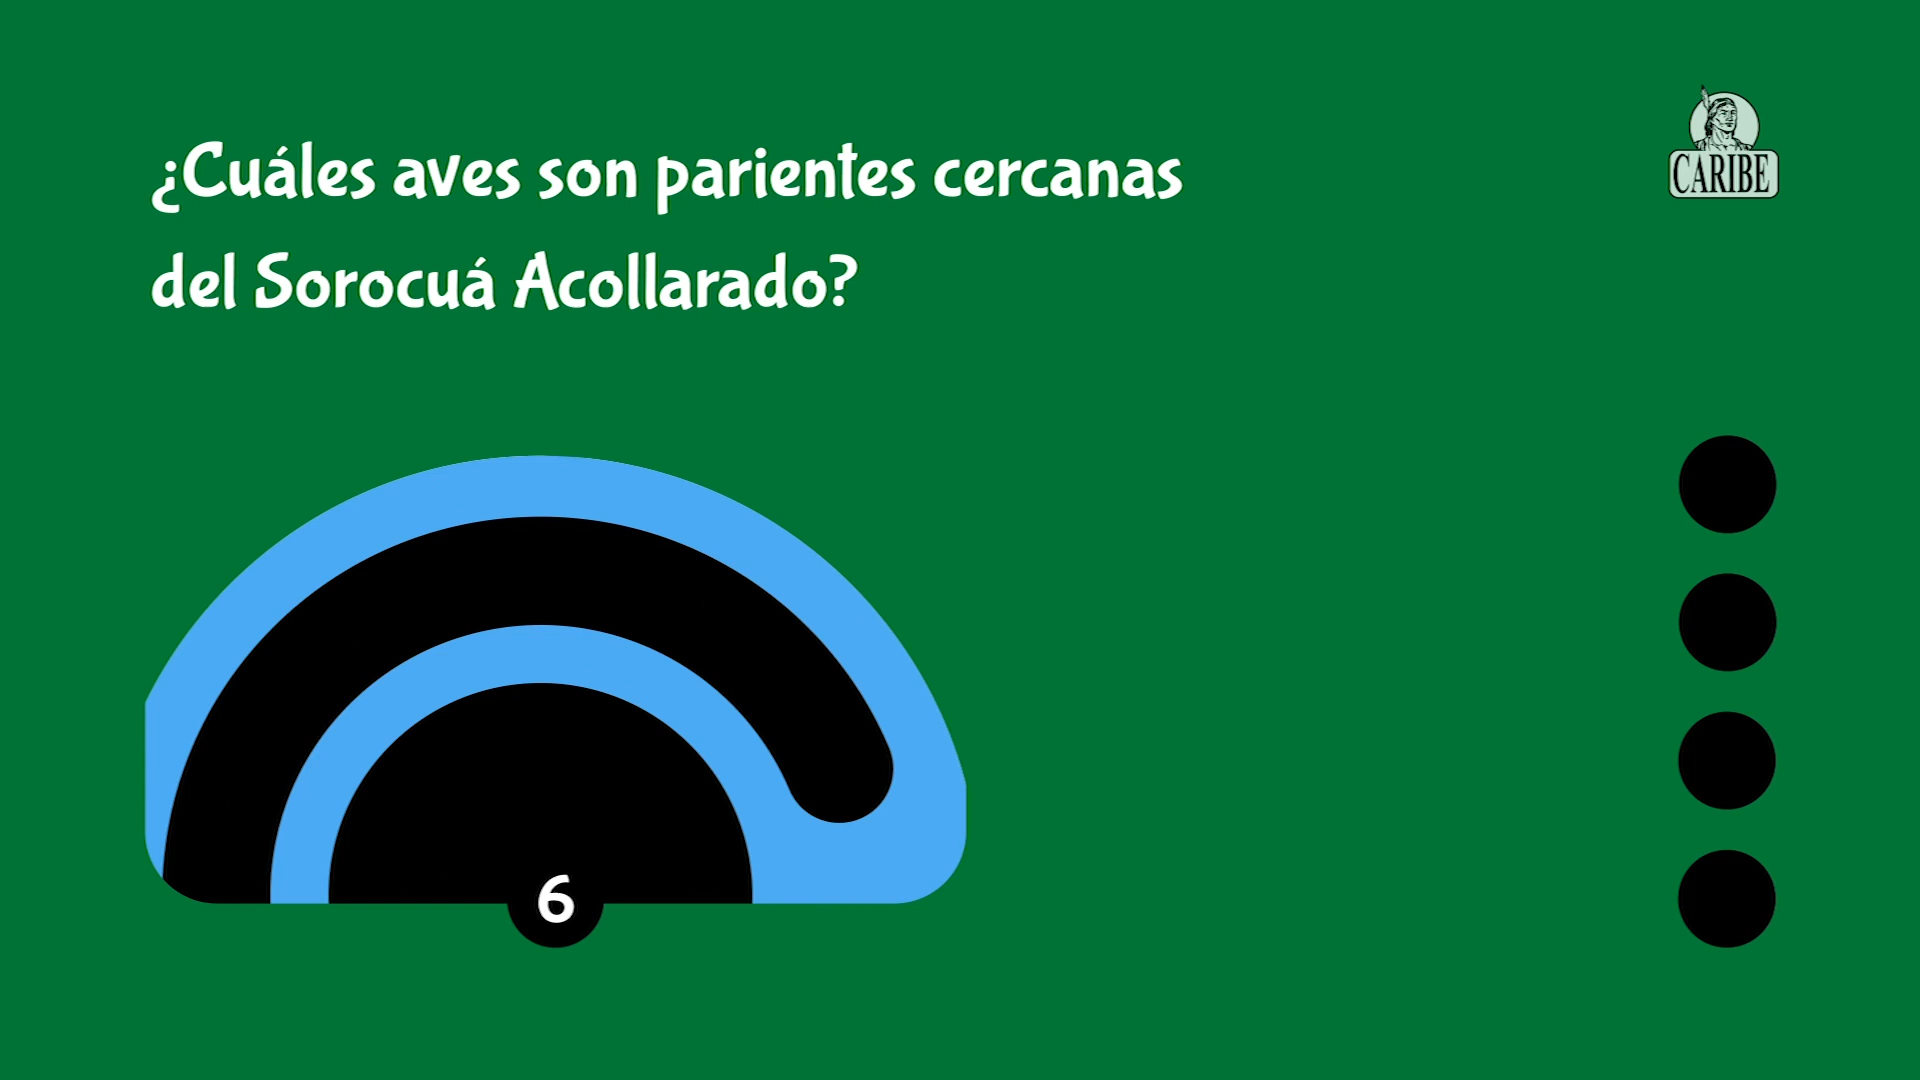 ¿Cuáles aves son parientes cercanas
del Sorocuá Acollarado?
CARIBE
6